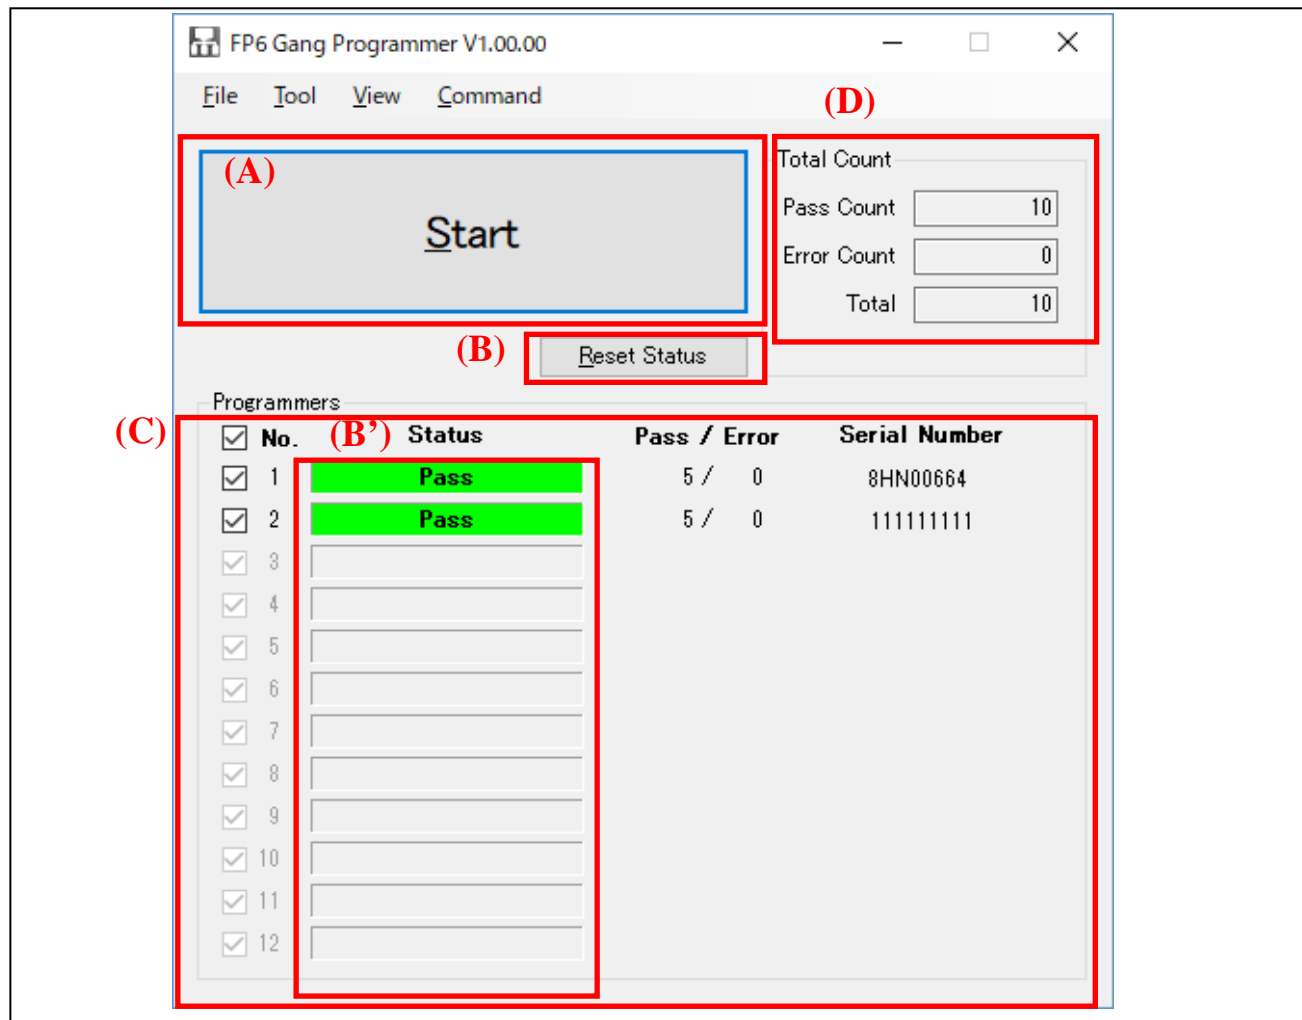 FP6 Gang Programmer V1.00.00
File Tool View Command
(D)
(A)
Start
Total Count
Pass Count 10
Error Count 0
Total 10
(B)
Reset Status
Programmers
(C)
No. (B’) Status Pass / Error Serial Number
1 Pass 5 / 0 8HN00664
2 Pass 5 / 0 111111111
3
4
5
6
7
8
9
10
11
12